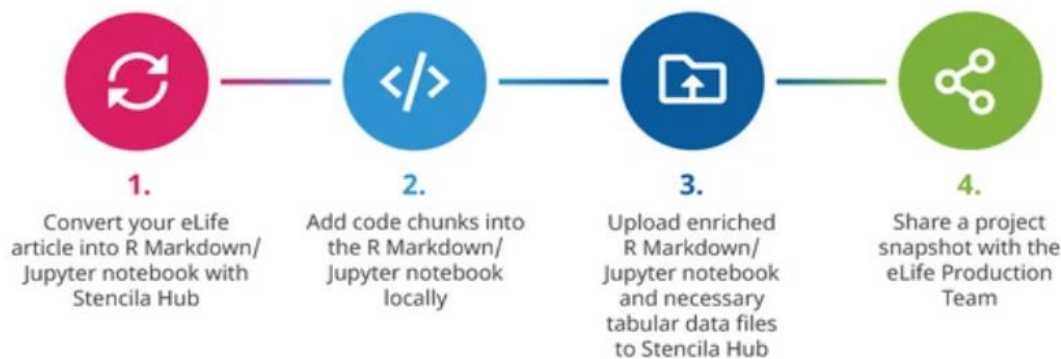 </>
1.
Convert your eLife
article into R Markdown/
Jupyter notebook with
Stencila Hub
2.
Add code chunks into
the R Markdown/
Jupyter notebook
locally
3.
Upload enriched
R Markdown/
Jupyter notebook
and necessary
tabular data files
to Stencila Hub
4.
Share a project
snapshot with the
eLife Production
Team